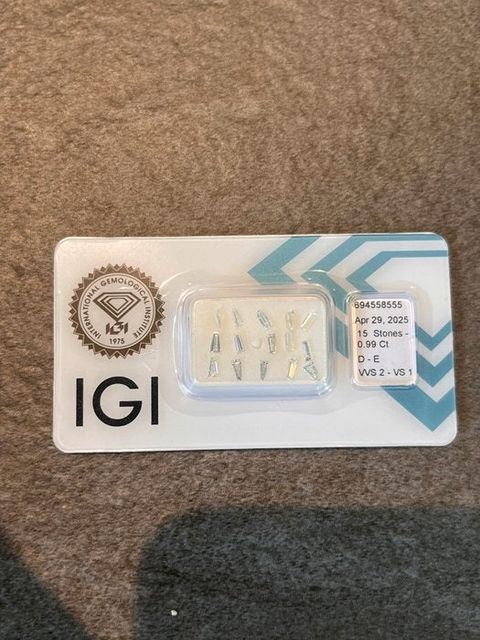 INTERNATIONAL GEMOLOGICAL INSTITUTE
IGI
1975
IGI
694558555
Apr 29, 2025
15 Stones -
0.99 Ct
D - E
VVS 2 - VS 1